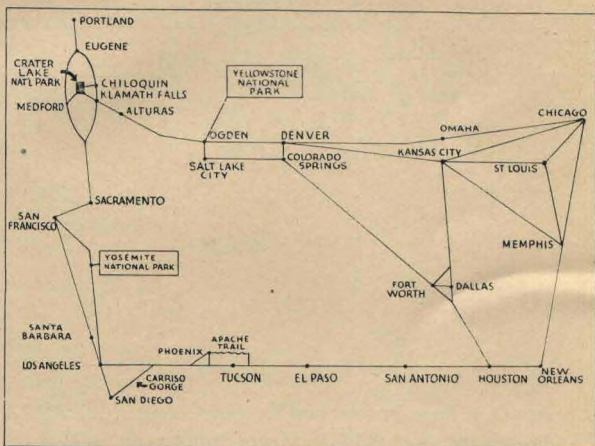 PORTLAND
EUGENE
CRATER
LAKE
NAT'L PARK
CHILOQUIN
KLAMATH FALLS
MEDFORD
ALTURAS
YELLOWSTONE
NATIONAL
PARK
OGDEN
DENVER
OMAHA
CHICAGO
KANSAS CITY
SALT LAKE
CITY
COLORADO
SPRINGS
ST LOUIS
SACRAMENTO
SAN
FRANCISCO
MEMPHIS
YOSEMITE
NATIONAL PARK
FORT
WORTH
DALLAS
SANTA
BARBARA
APACHE
TRAIL
PHOENIX
LOS ANGELES
CARRISO
GORGE
TUCSON
EL PASO
SAN ANTONIO
HOUSTON
NEW
ORLEANS
SAN DIEGO